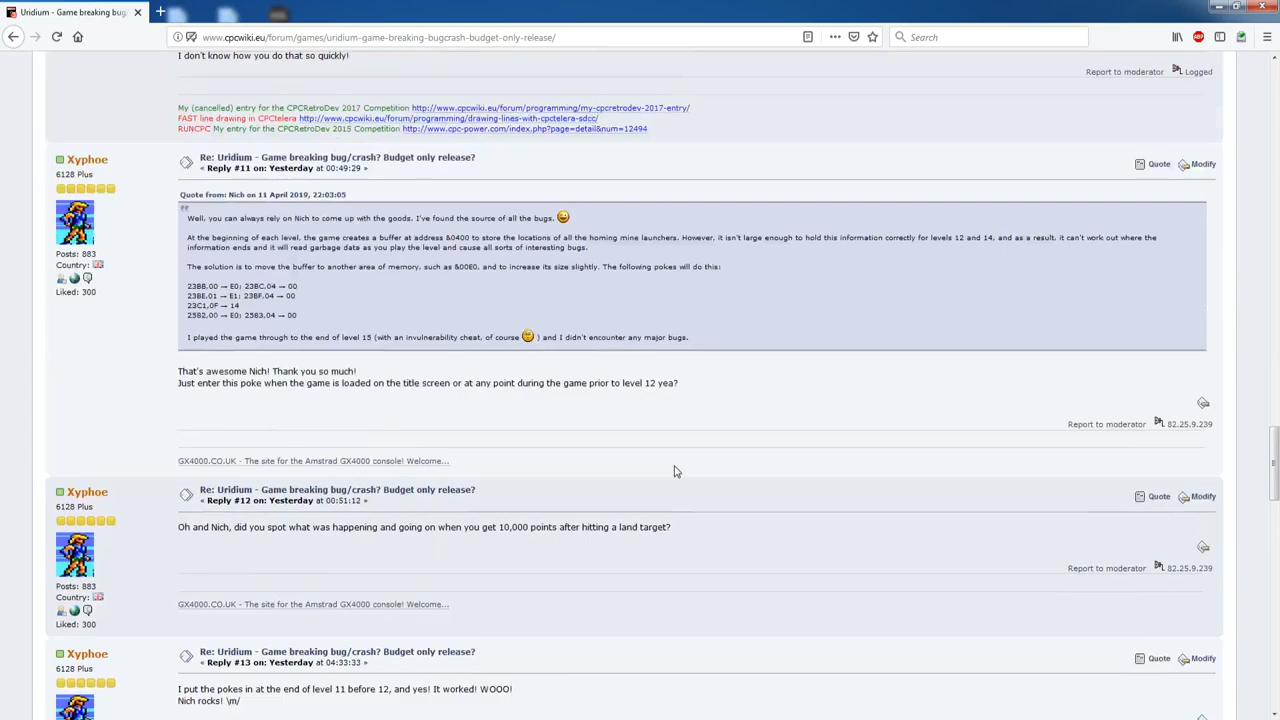 Uridium - Game breaking bug/
www.cpcwiki.eu/forum/games/uridium-game-breaking-bugcrash-budget-only-release/
Search
ABP
I don't know how you do that so quickly!
Report to moderator Logged
My (cancelled) entry for the CPCRetroDev 2017 Competition http://www.cpcwiki.eu/forum/programming/my-cpcretrodev-2017-entry/
FAST line drawing in CPCtelera http://www.cpcwiki.eu/forum/programming/drawing-lines-with-cpctelera-sdcc/
RUNCPC My entry for the CPCRetroDev 2015 Competition http://www.cpc-power.com/index.php?page=detail&num=12494
Xyphoe
6128 Plus
Posts: 883
Country:
Liked: 300
Re: Uridium - Game breaking bug/crash? Budget only release?
« Reply #11 on: Yesterday at 00:49:29 »
Quote Modify
Quote from: Nich on 11 April 2019, 22:03:05
Well, you can always rely on Nich to come up with the goods. I've found the source of all the bugs.
At the beginning of each level, the game creates a buffer at address &0400 to store the locations of all the homing mine launchers. However, it isn't large enough to hold this information correctly for levels 12 and 14, and as a result, it can't work out where the
information ends and it will read garbage data as you play the level and cause all sorts of interesting bugs.
The solution is to move the buffer to another area of memory, such as &00E0, and to increase its size slightly. The following pokes will do this:
23BB,00 → E0; 23BC,04 → 00
23BE,01 → E1; 23BF,04 → 00
23C1,0F → 14
2582,00 → E0; 2583,04 → 00
I played the game through to the end of level 15 (with an invulnerability cheat, of course ) and I didn't encounter any major bugs.
That's awesome Nich! Thank you so much!
Just enter this poke when the game is loaded on the title screen or at any point during the game prior to level 12 yea?
Report to moderator 82.25.9.239
GX4000.CO.UK - The site for the Amstrad GX4000 console! Welcome...
Xyphoe
6128 Plus
Posts: 883
Country:
Liked: 300
Re: Uridium - Game breaking bug/crash? Budget only release?
« Reply #12 on: Yesterday at 00:51:12 »
Quote Modify
Oh and Nich, did you spot what was happening and going on when you get 10,000 points after hitting a land target?
Report to moderator 82.25.9.239
GX4000.CO.UK - The site for the Amstrad GX4000 console! Welcome...
Xyphoe
6128 Plus
Re: Uridium - Game breaking bug/crash? Budget only release?
« Reply #13 on: Yesterday at 04:33:33 »
Quote Modify
I put the pokes in at the end of level 11 before 12, and yes! It worked! WOOO!
Nich rocks! \m/